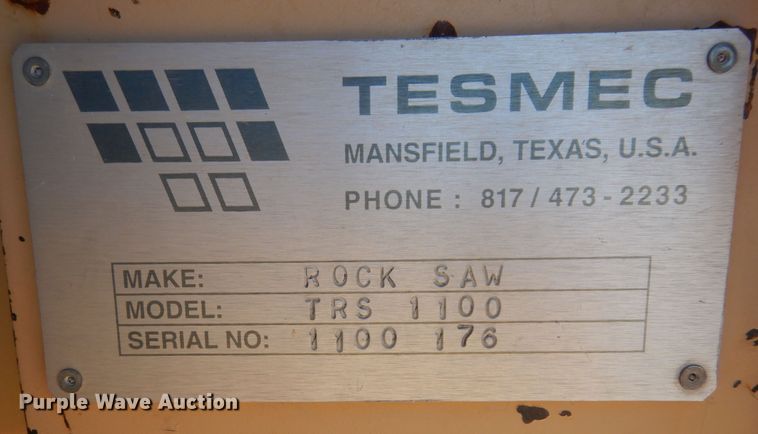 TESMEC
MANSFIELD, TEXAS, U.S.A.
PHONE : 817 / 473 - 2233
MAKE: ROCK SAW
MODEL: TRS 1100
SERIAL NO: 1100 176
Purple Wave Auction